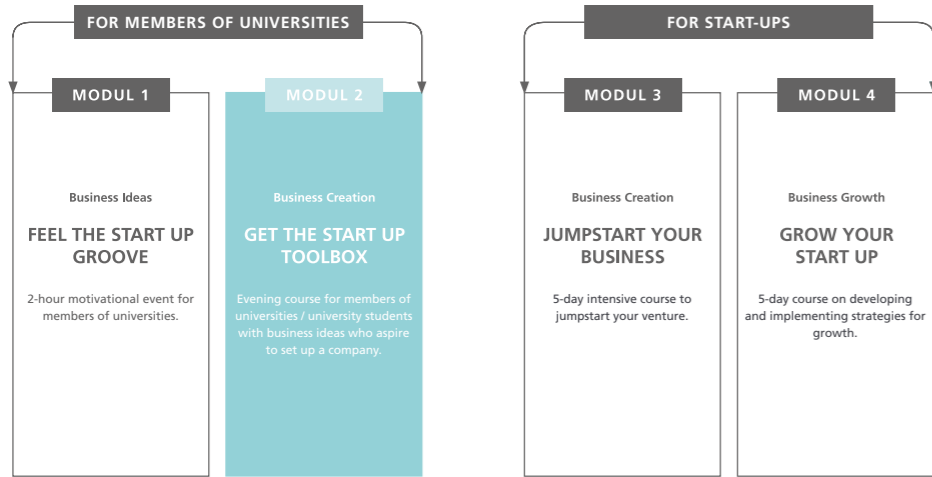 FOR MEMBERS OF UNIVERSITIES
MODUL 1
Business Ideas
FEEL THE START UP
GROOVE
2-hour motivational event for
members of universities.
MODUL 2
Business Creation
GET THE START UP
TOOLBOX
Evening course for members of
universities / university students
with business ideas who aspire
to set up a company.
FOR START-UPS
MODUL 3
Business Creation
JUMPSTART YOUR
BUSINESS
5-day intensive course to
jumpstart your venture.
MODUL 4
Business Growth
GROW YOUR
START UP
5-day course on developing
and implementing strategies for
growth.